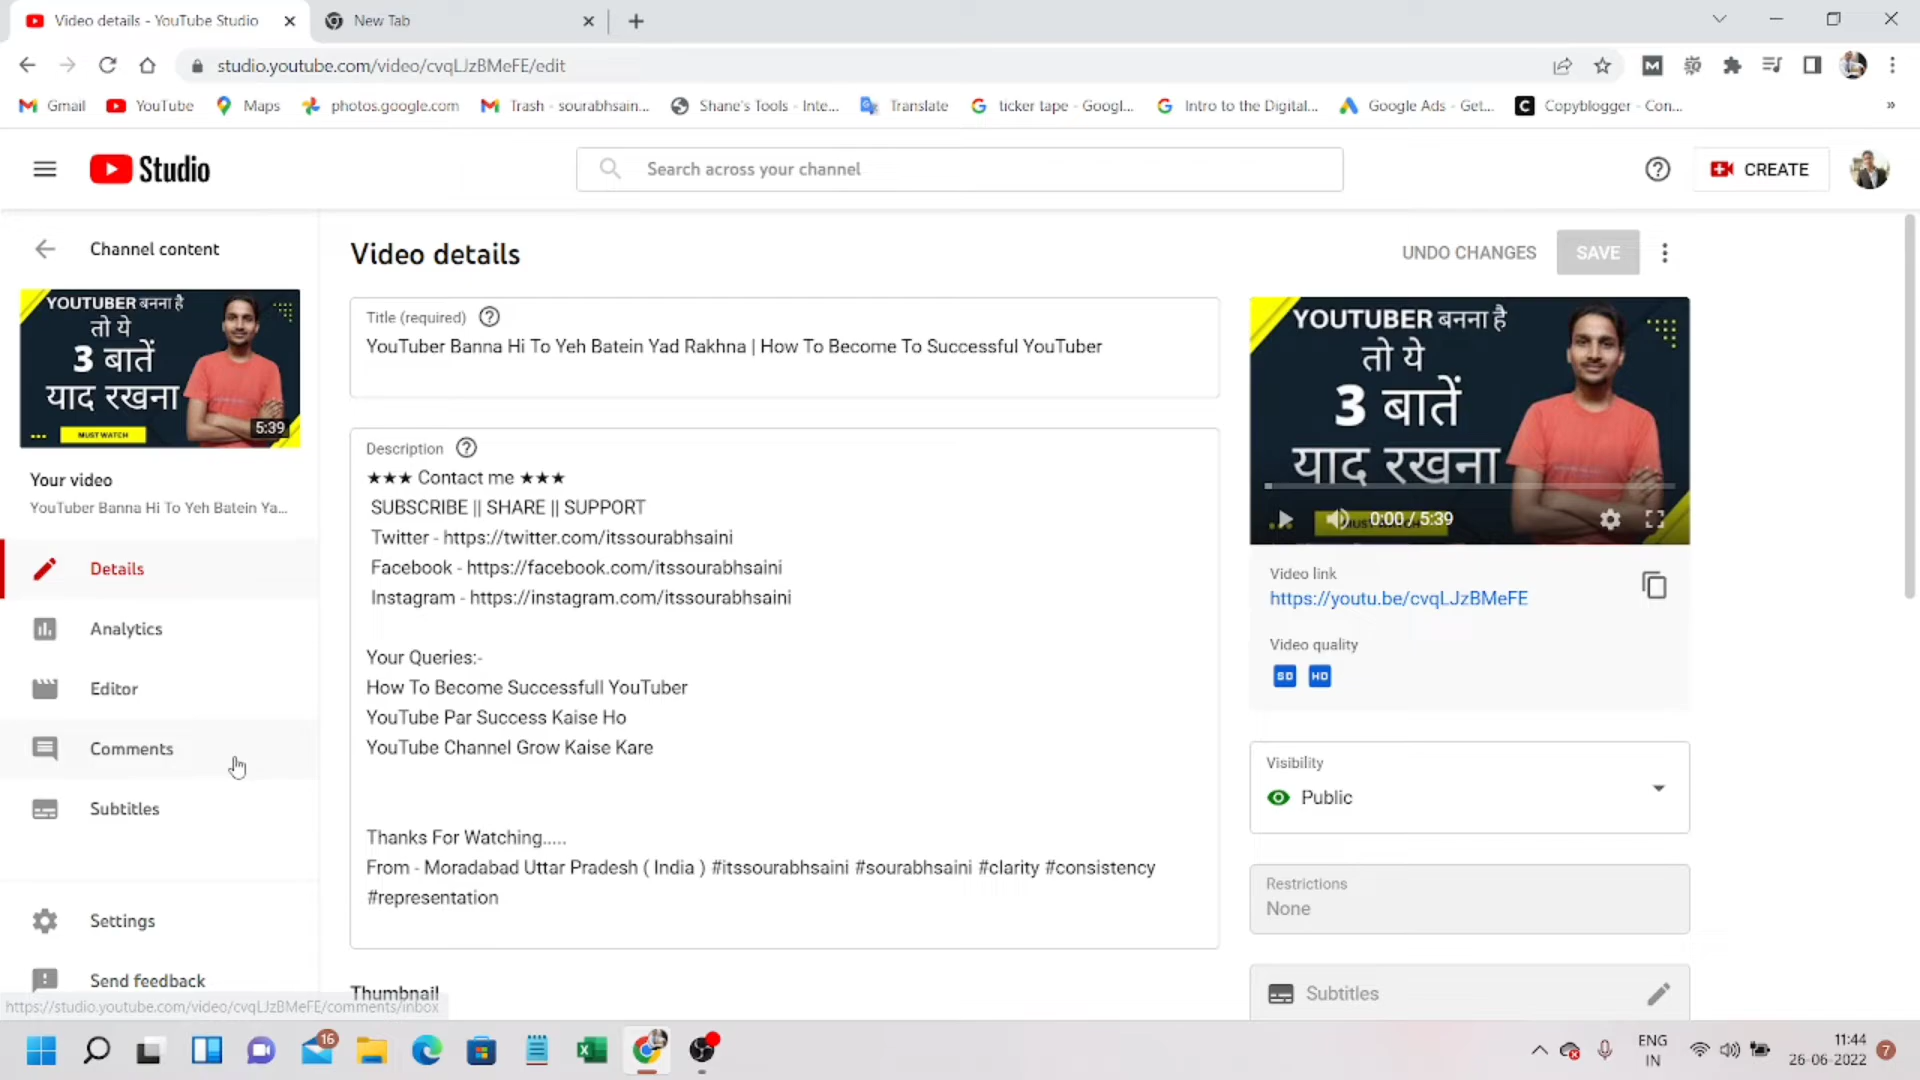 Video details - YouTube Studio
New Tab
studio.youtube.com/video/cvqLJzBMeFE/edit
Gmail
YouTube
Maps
photos.google.com
Trash - sourabhsain...
Shane's Tools - Inte...
Translate
ticker tape - Googl...
Intro to the Digital...
Google Ads - Get...
Copyblogger - Con...
Studio
Search across your channel
CREATE
Channel content
YOUTUBER बनना है
तो ये
3 बातें
याद रखना
MUST WATCH
5:39
Your video
YouTuber Banna Hi To Yeh Batein Ya...
Details
Analytics
Editor
Comments
Subtitles
Settings
Send feedback
https://studio.youtube.com/video/cvqLJzBMeFE/comments/inbox
Video details
UNDO CHANGES
SAVE
Title (required)
YouTuber Banna Hi To Yeh Batein Yad Rakhna | How To Become To Successful YouTuber
Description
★★★ Contact me ★★★
SUBSCRIBE || SHARE || SUPPORT
Twitter - https://twitter.com/itssourabhsaini
Facebook - https://facebook.com/itssourabhsaini
Instagram - https://instagram.com/itssourabhsaini
Your Queries:-
How To Become Successfull YouTuber
YouTube Par Success Kaise Ho
YouTube Channel Grow Kaise Kare
Thanks For Watching.....
From - Moradabad Uttar Pradesh ( India ) #itssourabhsaini #sourabhsaini #clarity #consistency
#representation
Thumbnail
YOUTUBER बनना है
तो ये
3 बातें
याद रखना
0:00 / 5:39
Video link
https://youtu.be/cvqLJzBMeFE
Video quality
SD HD
Visibility
Public
Restrictions
None
Subtitles
16
ENG
IN
11:44
26-06-2022
7